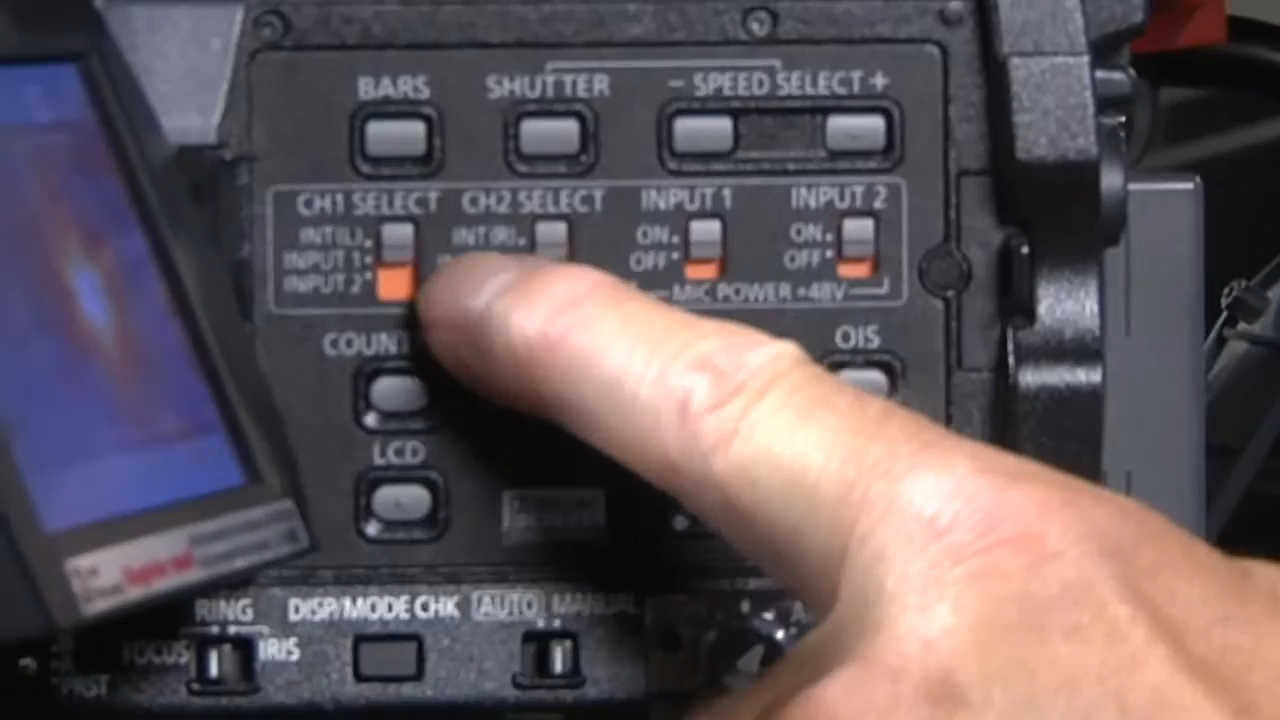 BARS SHUTTER - SPEED SELECT +
CH1 SELECT CH2 SELECT INPUT 1 INPUT 2
INT(L) INT(R) ON ON
INPUT 1 OFF OFF
INPUT 2 MIC POWER +48V
COUNT OIS
LCD
RING DISP/MODE CHK AUTO MANUAL
FOCUS IRIS